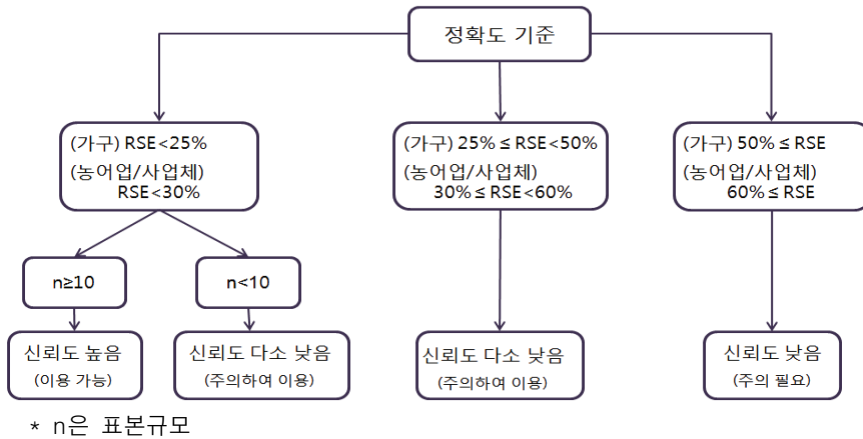 정확도 기준
(가구) RSE<25%
(농어업/사업체)
RSE<30%
(가구) 25% ≤ RSE<50%
(농어업/사업체)
30% ≤ RSE<60%
(가구) 50% ≤ RSE
(농어업/사업체)
60% ≤ RSE
n≥10
n<10
신뢰도 높음
(이용 가능)
신뢰도 다소 낮음
(주의하여 이용)
신뢰도 다소 낮음
(주의하여 이용)
신뢰도 낮음
(주의 필요)
* n은 표본규모